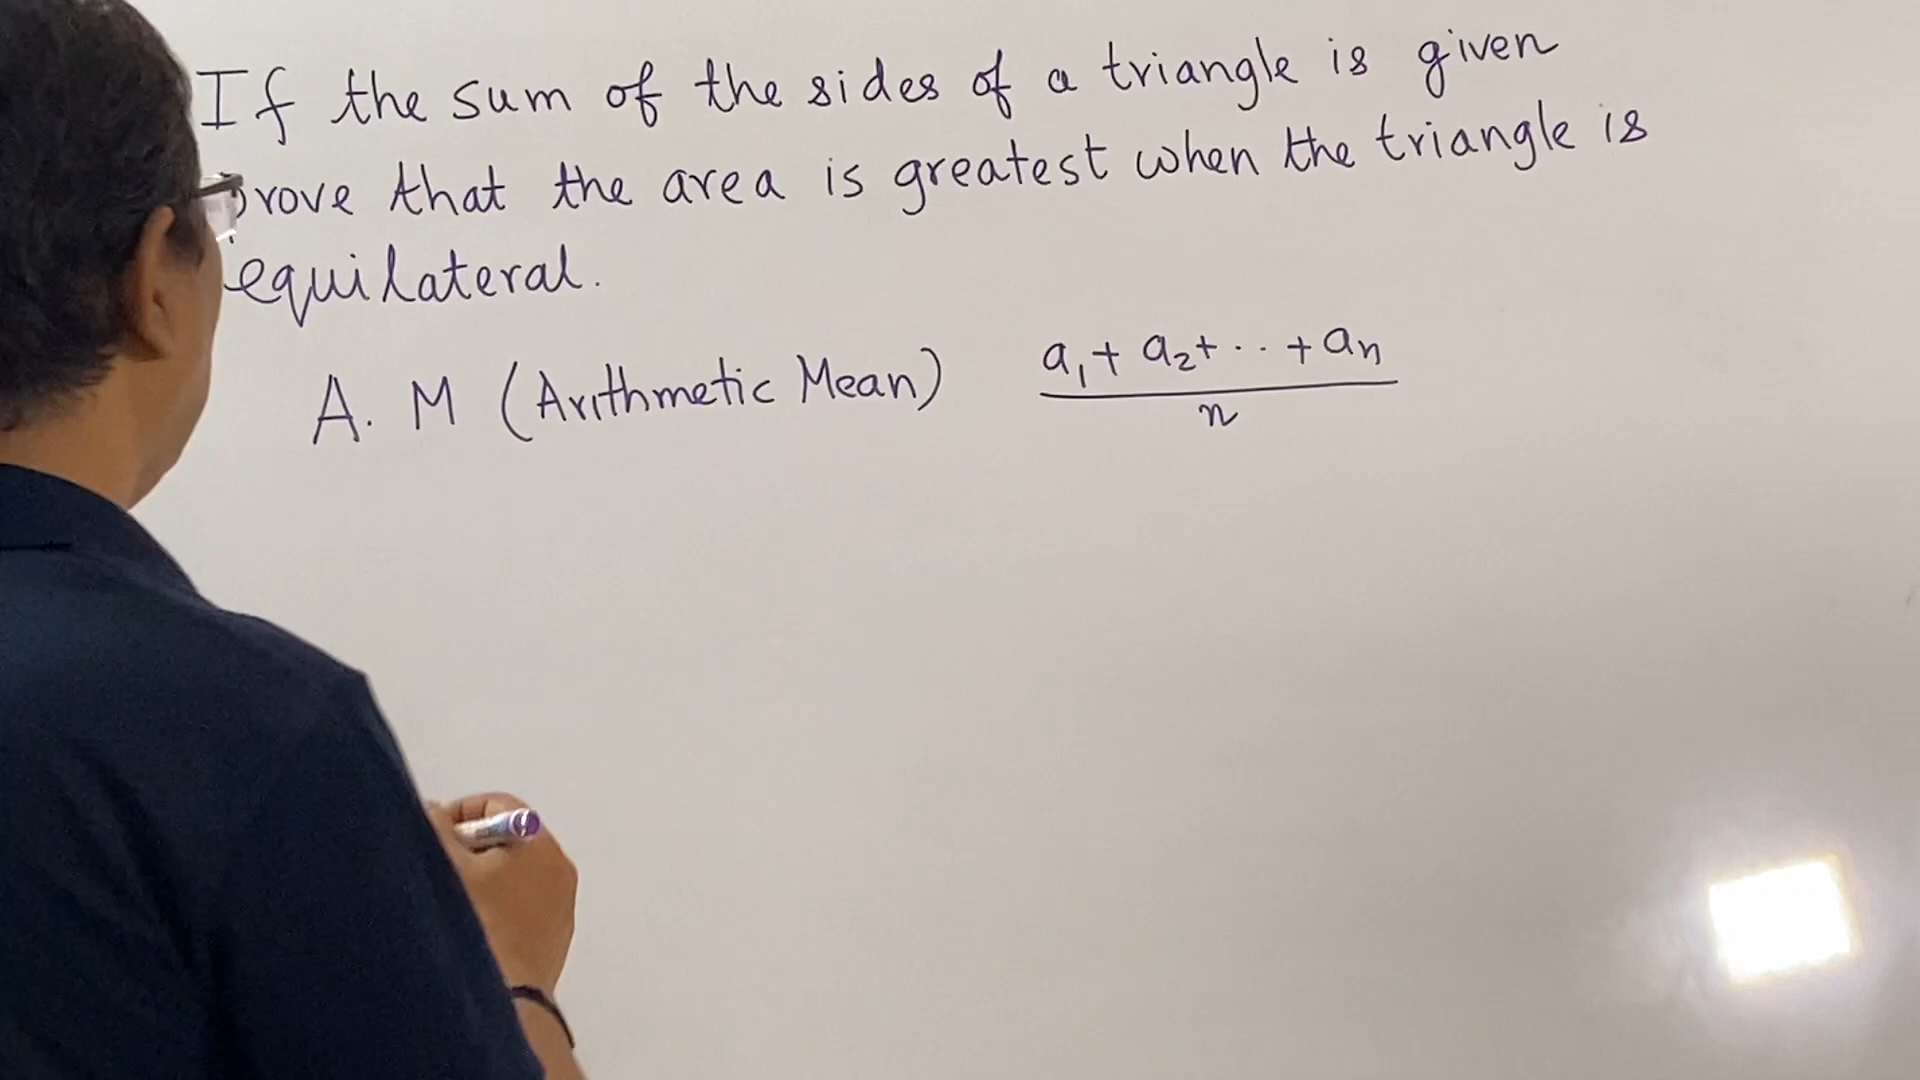 If the sum of the sides of a triangle is given
prove that the area is greatest when the triangle is
equilateral.
A. M (Arithmetic Mean) a₁ + a₂ + ·· + aₙ
n